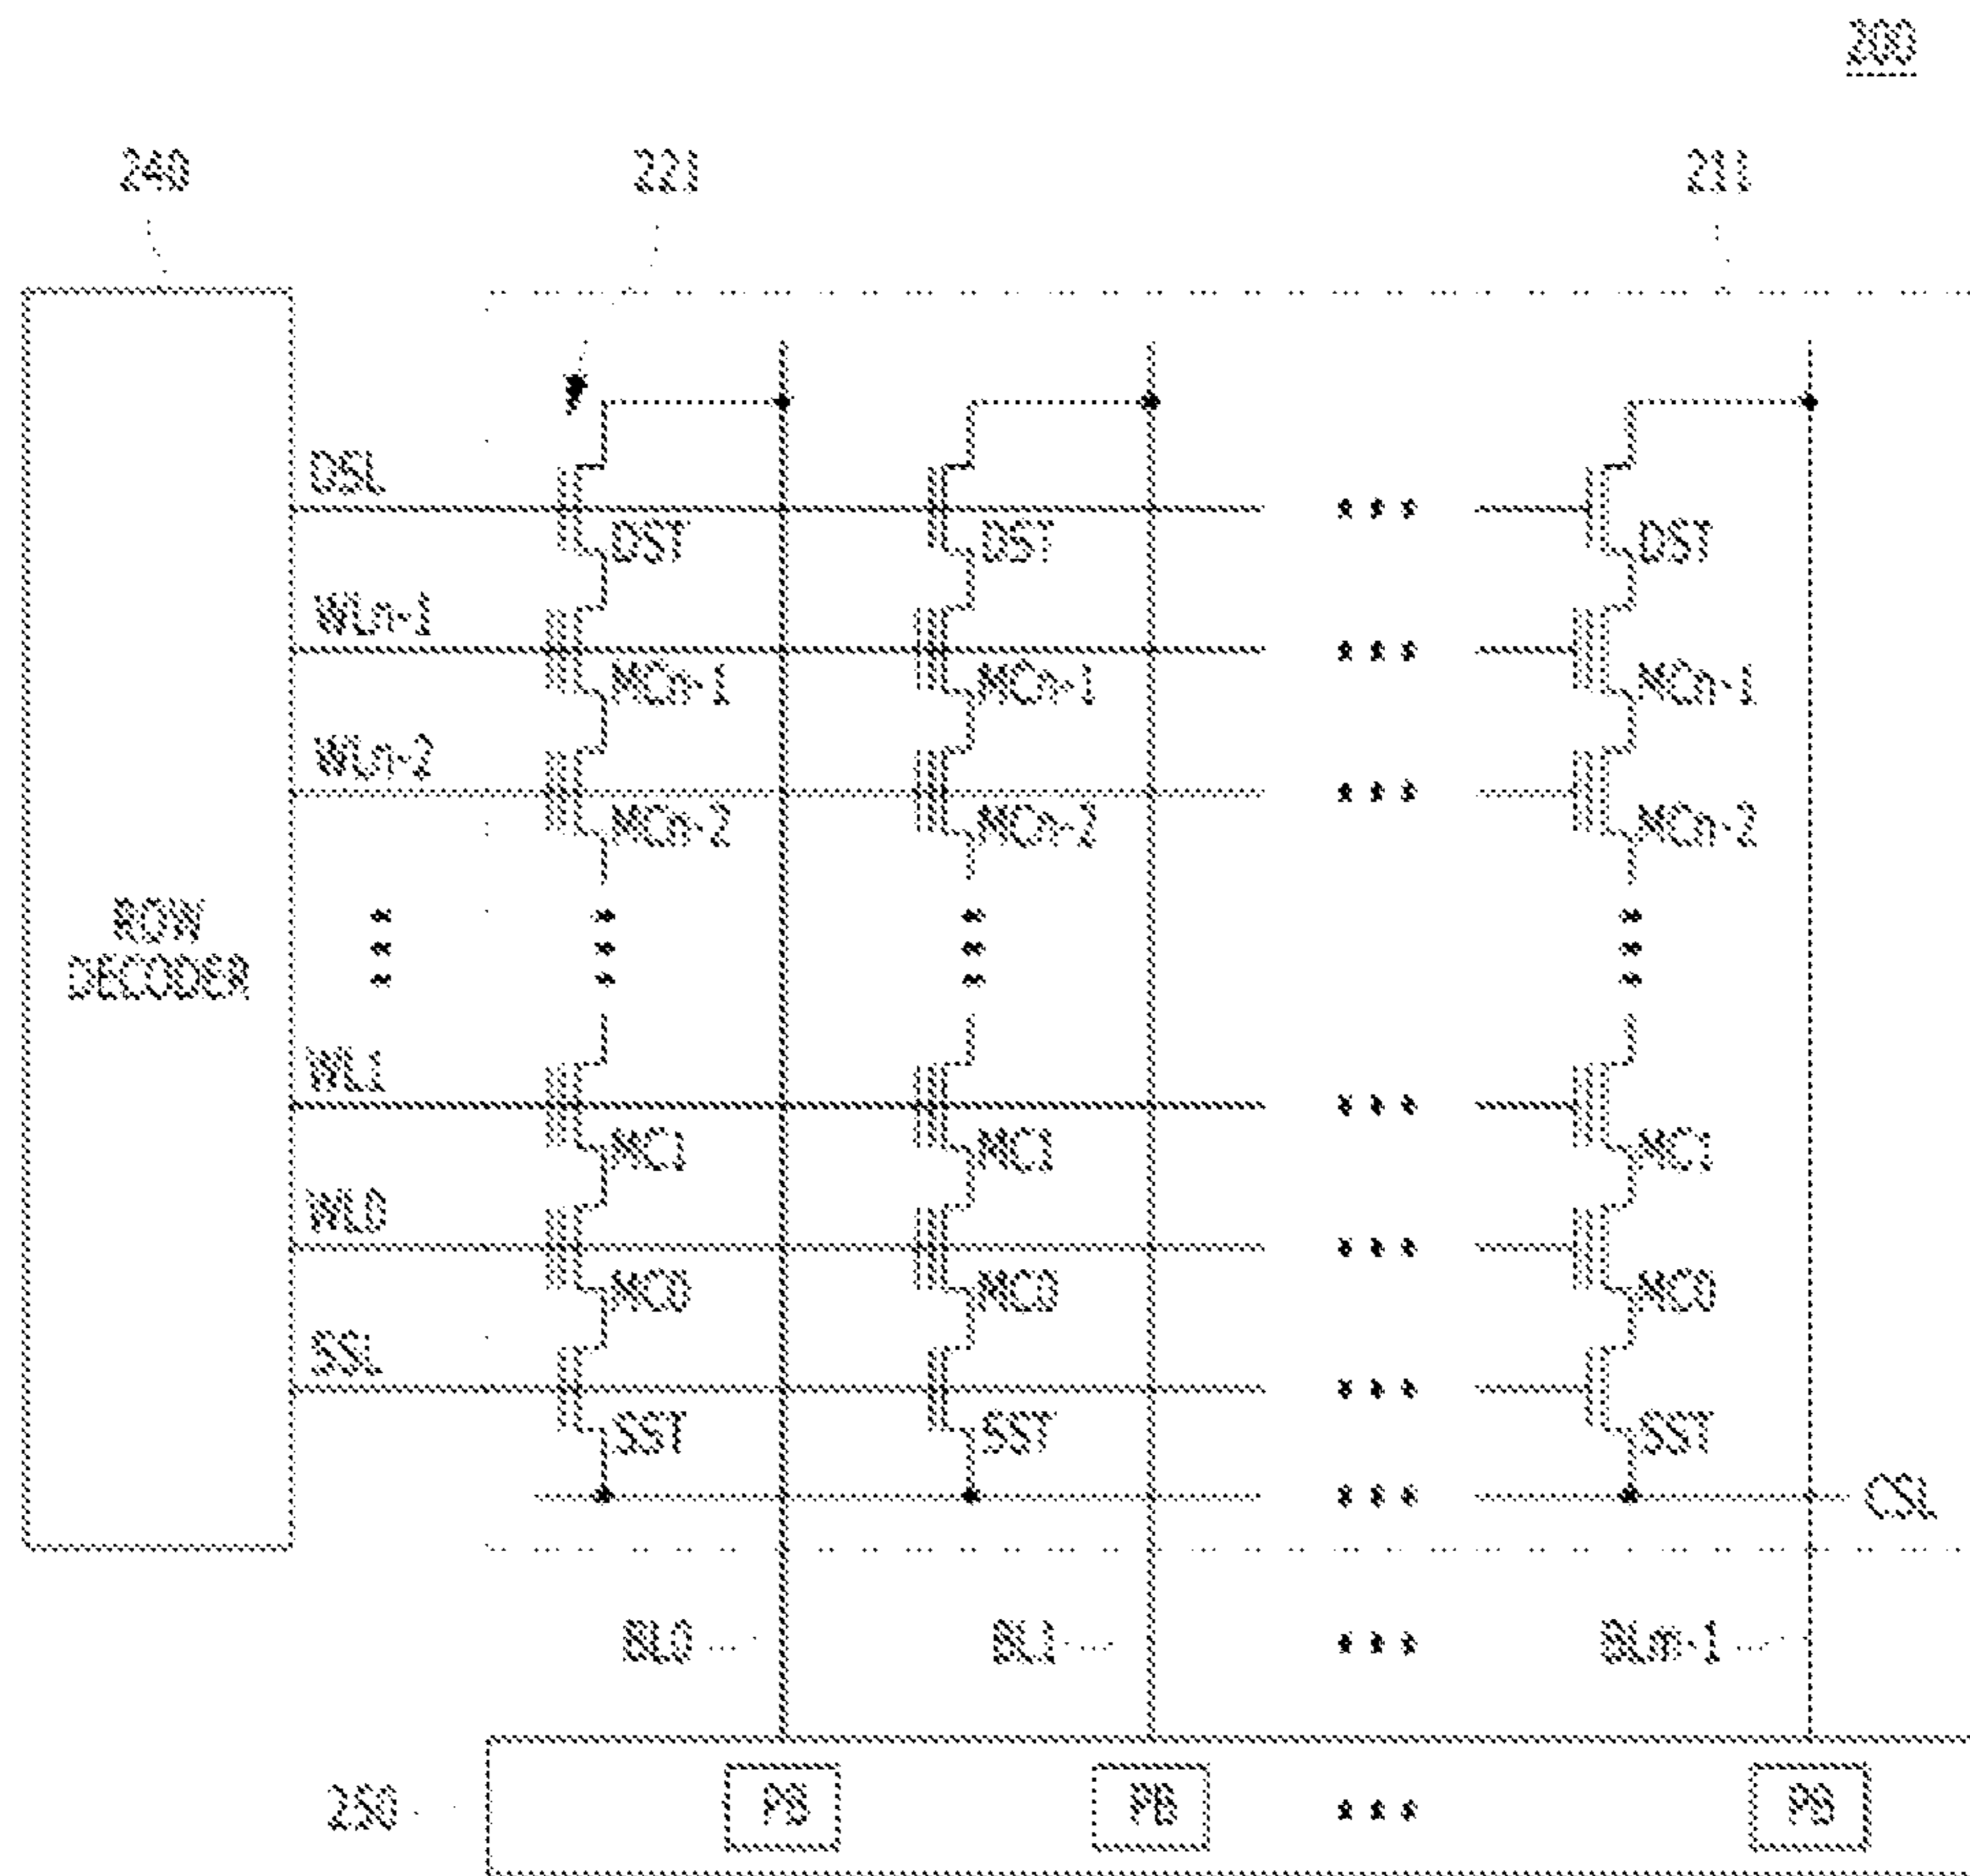 200
240 221 211
DSL
DST DST DST
WLn-1
MCn-1 MCn-1 MCn-1
WLn-2
MCn-2 MCn-2 MCn-2
ROW
DECODER
WL1
MC1 MC1 MC1
WL0
MC0 MC0 MC0
SSL
SST SST SST
CSL
BL0 BL1 BLm-1
250 PB PB PB